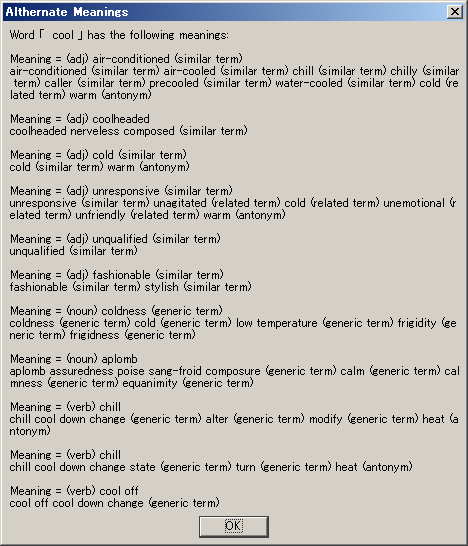 Althernate Meanings
Word「 cool 」has the following meanings:
Meaning = (adj) air-conditioned (similar term)
air-conditioned (similar term) air-cooled (similar term) chill (similar term) chilly (similar
term) caller (similar term) precooled (similar term) water-cooled (similar term) cold (re
lated term) warm (antonym)
Meaning = (adj) coolheaded
coolheaded nerveless composed (similar term)
Meaning = (adj) cold (similar term)
cold (similar term) warm (antonym)
Meaning = (adj) unresponsive (similar term)
unresponsive (similar term) unagitated (related term) cold (related term) unemotional (r
elated term) unfriendly (related term) warm (antonym)
Meaning = (adj) unqualified (similar term)
unqualified (similar term)
Meaning = (adj) fashionable (similar term)
fashionable (similar term) stylish (similar term)
Meaning = (noun) coldness (generic term)
coldness (generic term) cold (generic term) low temperature (generic term) frigidity (ge
neric term) frigidness (generic term)
Meaning = (noun) aplomb
aplomb assuredness poise sang-froid composure (generic term) calm (generic term) cal
mness (generic term) equanimity (generic term)
Meaning = (verb) chill
chill cool down change (generic term) alter (generic term) modify (generic term) heat (a
ntonym)
Meaning = (verb) chill
chill cool down change state (generic term) turn (generic term) heat (antonym)
Meaning = (verb) cool off
cool off cool down change (generic term)
OK